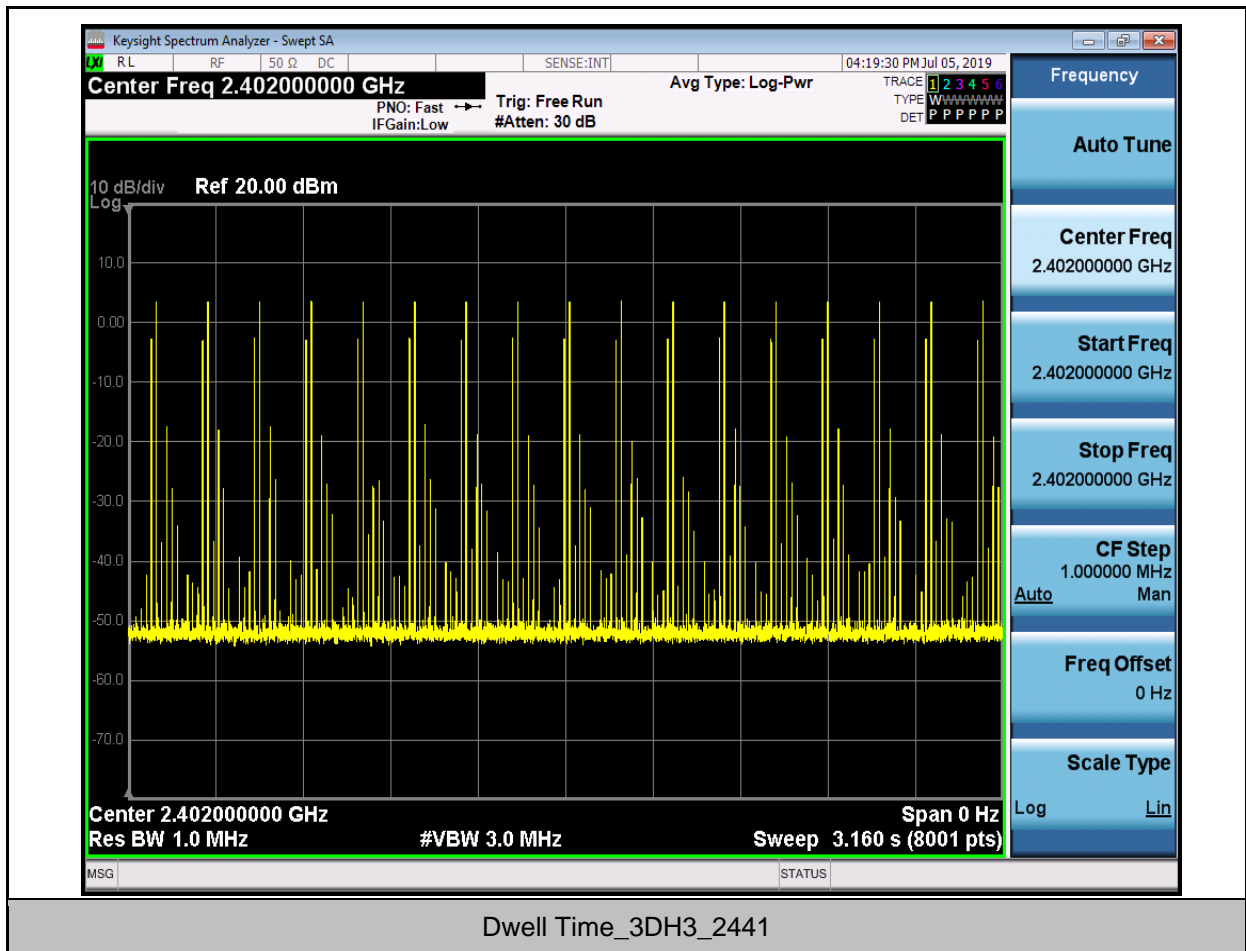 Keysight Spectrum Analyzer - Swept SA
LXI RL RF 50 Ω DC SENSE:INT 04:19:30 PM Jul 05, 2019
Center Freq 2.402000000 GHz Avg Type: Log-Pwr TRACE 1 2 3 4 5 6
PNO: Fast Trig: Free Run TYPE WWWWWW
IFGain:Low #Atten: 30 dB DET P P P P P P
10 dB/div Ref 20.00 dBm
Log
10.0
0.00
-10.0
-20.0
-30.0
-40.0
-50.0
-60.0
-70.0
Center 2.402000000 GHz Span 0 Hz
Res BW 1.0 MHz #VBW 3.0 MHz Sweep 3.160 s (8001 pts)
MSG STATUS
Frequency
Auto Tune
Center Freq
2.402000000 GHz
Start Freq
2.402000000 GHz
Stop Freq
2.402000000 GHz
CF Step
1.000000 MHz
Auto Man
Freq Offset
0 Hz
Scale Type
Log Lin
Dwell Time_3DH3_2441